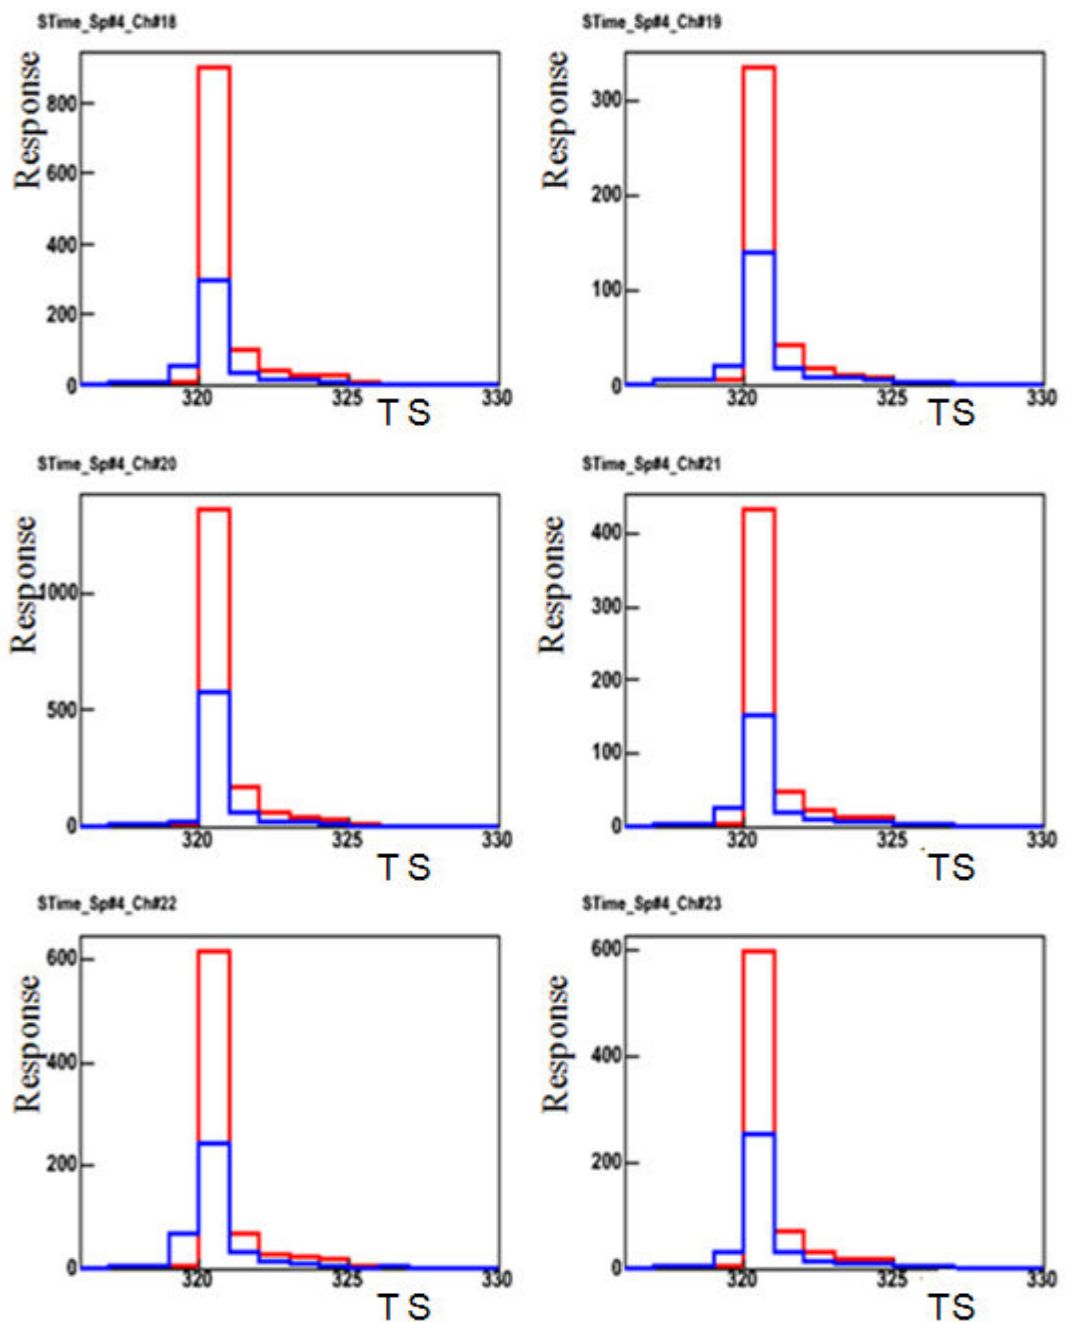 STime_Sp#4_Ch#18
Response
800
600
400
200
0
320
325
330
TS
STime_Sp#4_Ch#19
Response
300
200
100
0
320
325
330
TS
STime_Sp#4_Ch#20
Response
1000
500
0
320
325
330
TS
STime_Sp#4_Ch#21
Response
400
300
200
100
0
320
325
330
TS
STime_Sp#4_Ch#22
Response
600
400
200
0
320
325
330
TS
STime_Sp#4_Ch#23
Response
600
400
200
0
320
325
330
TS